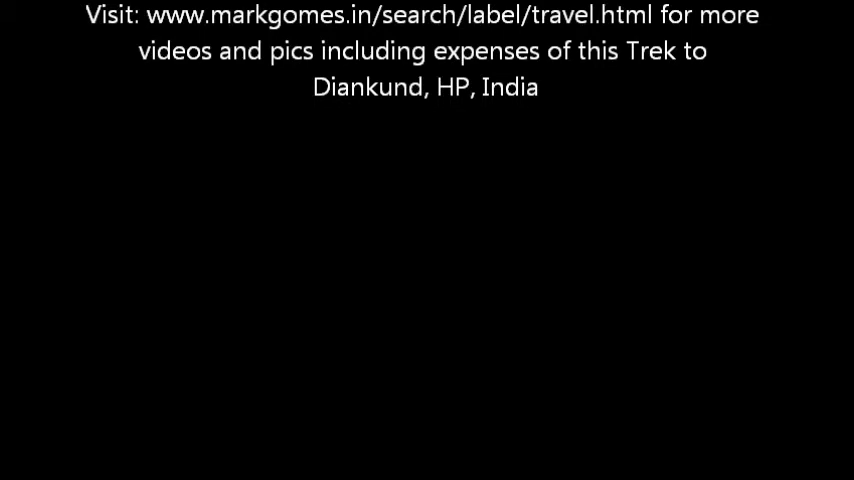 Visit: www.markgomes.in/search/label/travel.html for more
videos and pics including expenses of this Trek to
Diankund, HP, India